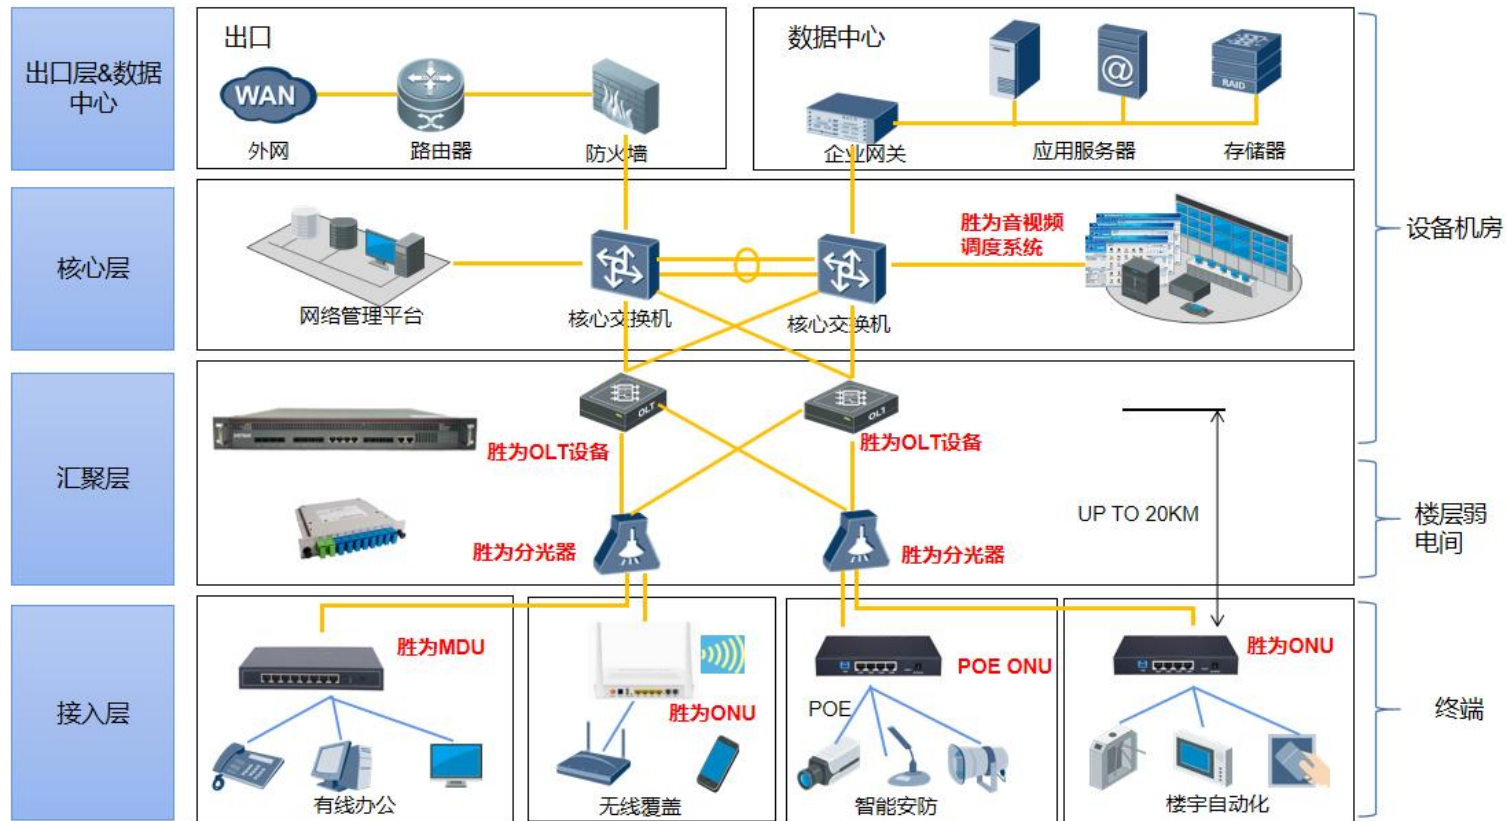 出口层&数据
中心
出口
WAN
外网
路由器
防火墙
数据中心
@
RAID
企业网关
应用服务器
存储器
核心层
网络管理平台
核心交换机
核心交换机
胜为音视频
调度系统
设备机房
汇聚层
OLT
胜为OLT设备
OLT
胜为OLT设备
胜为分光器
胜为分光器
UP TO 20KM
楼层弱
电间
接入层
胜为MDU
有线办公
胜为ONU
无线覆盖
POE ONU
POE
智能安防
胜为ONU
楼宇自动化
终端